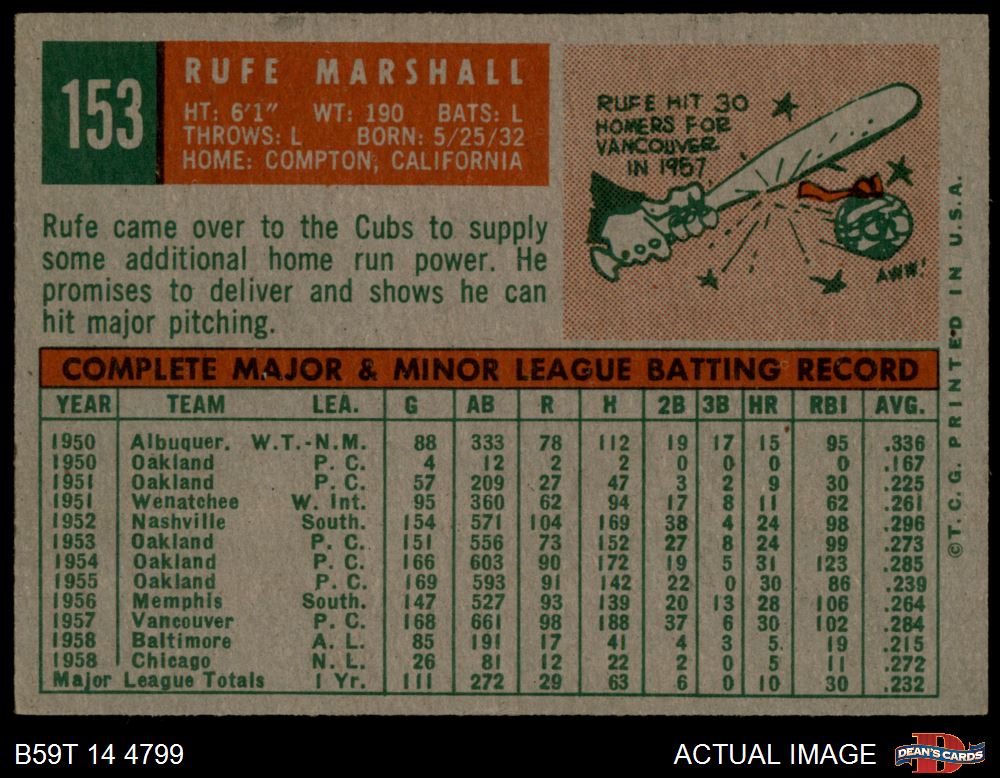 153
RUFE MARSHALL
HT: 6'1" WT: 190 BATS: L
THROWS: L BORN: 5/25/32
HOME: COMPTON, CALIFORNIA
RUFE HIT 30
HOMERS FOR
VANCOUVER
IN 1957
AWW!
Rufe came over to the Cubs to supply
some additional home run power. He
promises to deliver and shows he can
hit major pitching.
COMPLETE MAJOR & MINOR LEAGUE BATTING RECORD
YEAR TEAM LEA. G AB R H 2B 3B HR RBI AVG.
1950 Albuquer. W.T.-N.M. 88 333 78 112 19 17 15 95 .336
1950 Oakland P. C. 4 12 2 2 0 0 0 0 .167
1951 Oakland P. C. 57 209 27 47 3 2 9 30 .225
1951 Wenatchee W. Int. 95 360 62 94 17 8 11 62 .261
1952 Nashville South. 154 571 104 169 38 4 24 98 .296
1953 Oakland P. C. 151 556 73 152 27 8 24 99 .273
1954 Oakland P. C. 166 603 90 172 19 5 31 123 .285
1955 Oakland P. C. 169 593 91 142 22 0 30 86 .239
1956 Memphis South. 147 527 93 139 20 13 28 106 .264
1957 Vancouver P. C. 168 661 98 188 37 6 30 102 .284
1958 Baltimore A. L. 85 191 17 41 4 3 5 19 .215
1958 Chicago N. L. 26 81 12 22 2 0 5 11 .272
Major League Totals 1 Yr. 111 272 29 63 6 0 10 30 .232
© T. C. G. PRINTED IN U. S. A.
B59T 14 4799
ACTUAL IMAGE
DEAN'S CARDS